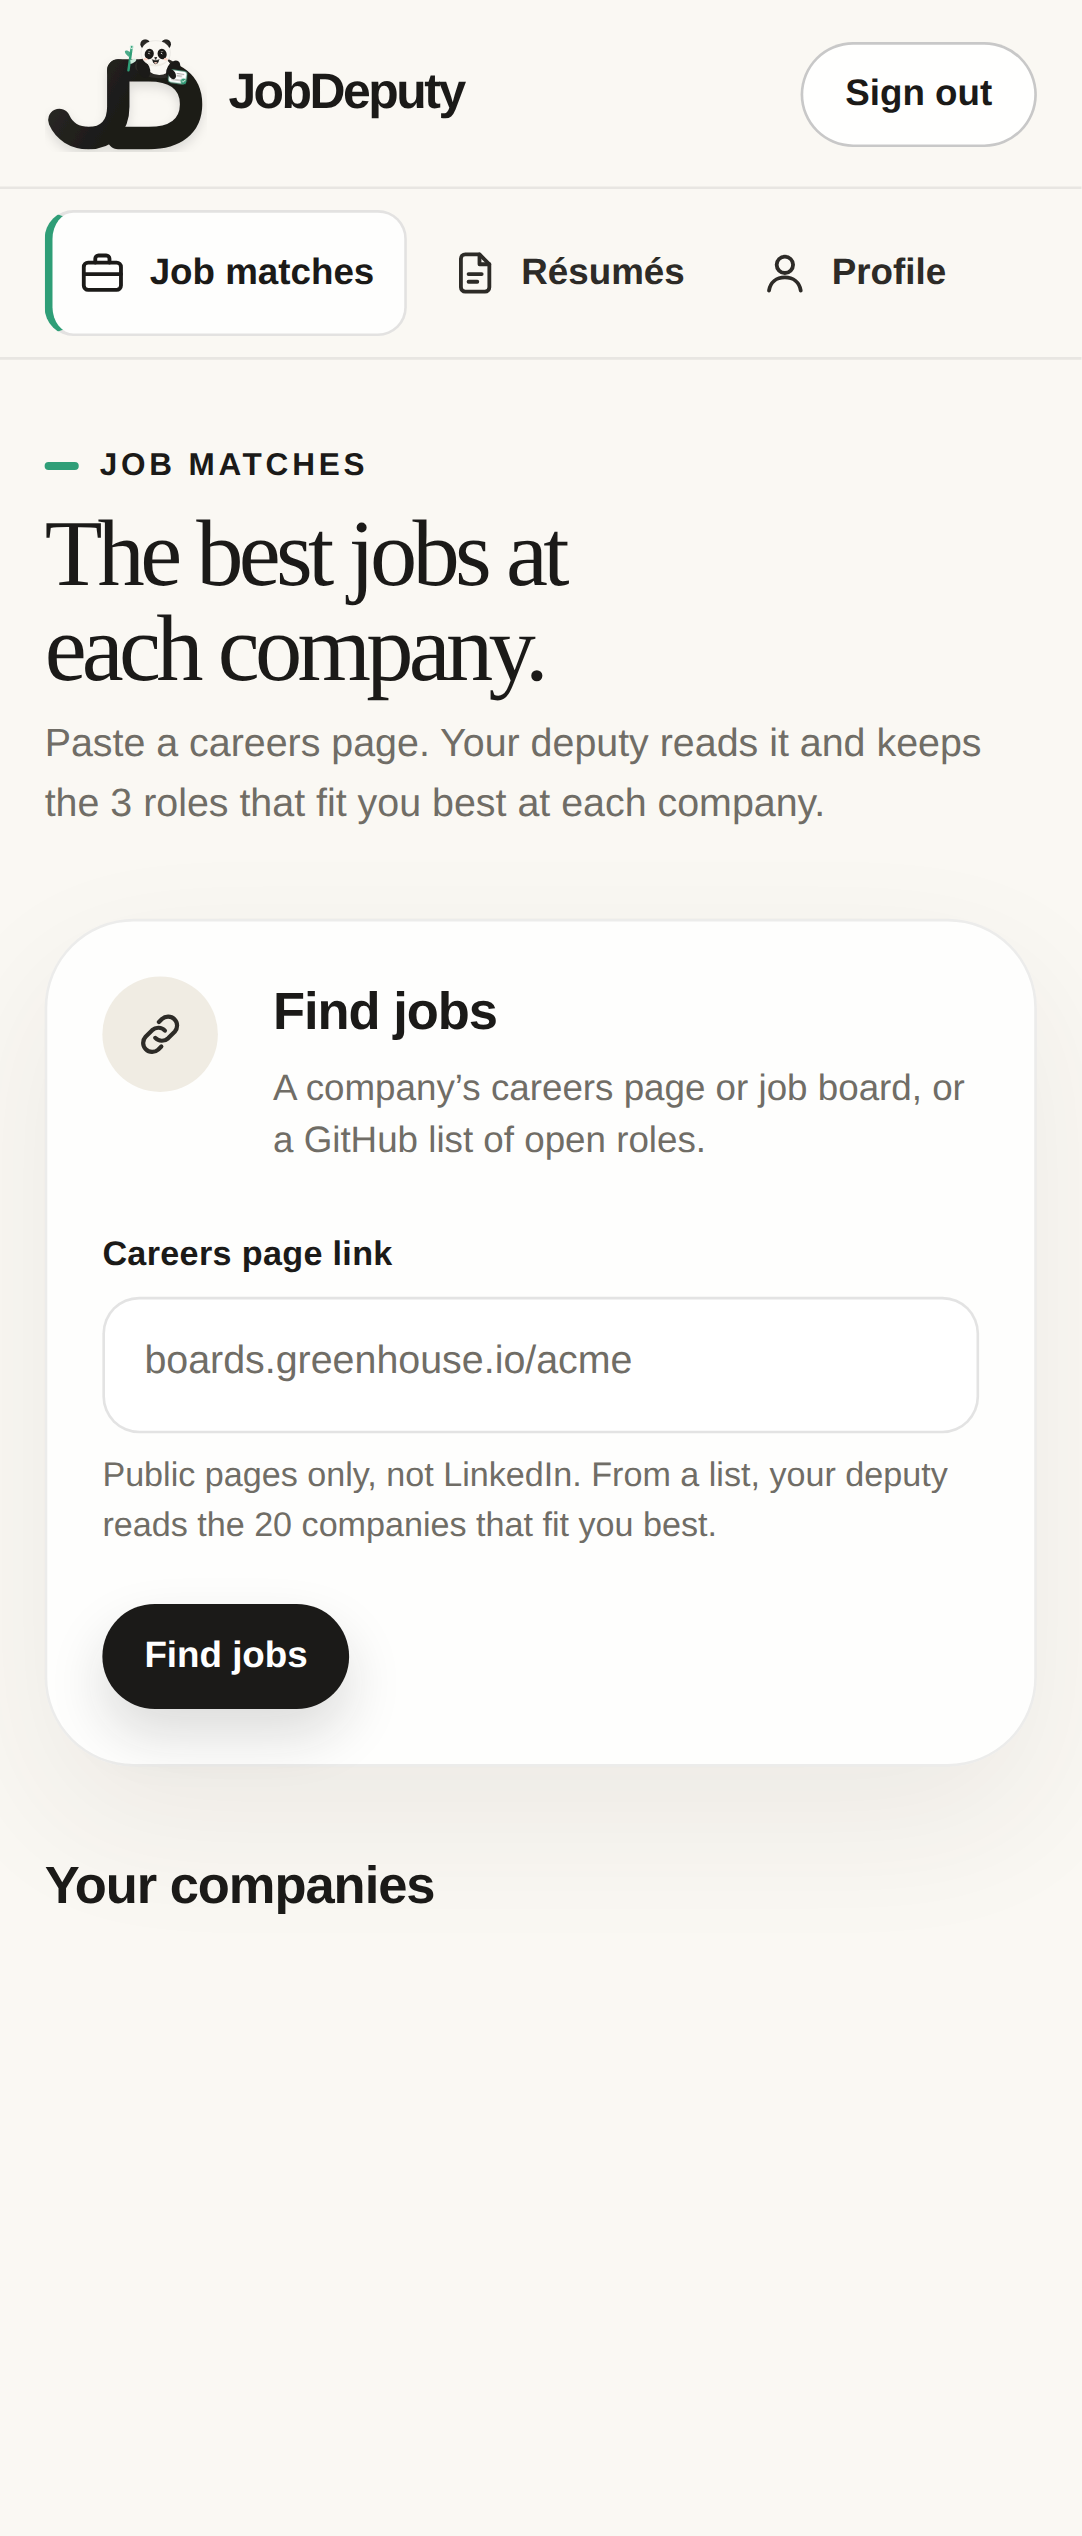 JobDeputy
Sign out
Job matches
Résumés
Profile
JOB MATCHES
The best jobs at
each company.
Paste a careers page. Your deputy reads it and keeps
the 3 roles that fit you best at each company.
Find jobs
A company’s careers page or job board, or
a GitHub list of open roles.
Careers page link
boards.greenhouse.io/acme
Public pages only, not LinkedIn. From a list, your deputy
reads the 20 companies that fit you best.
Find jobs
Your companies